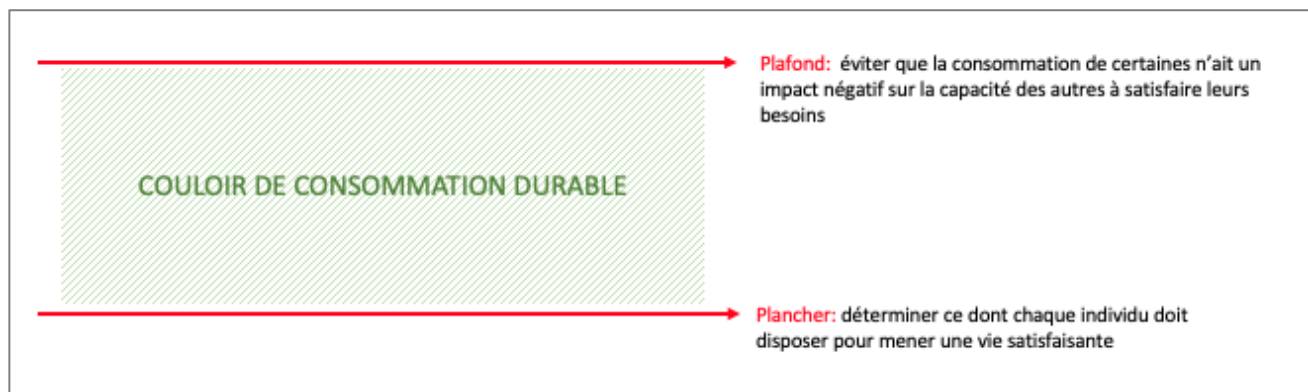 Plafond: éviter que la consommation de certaines n’ait un
impact négatif sur la capacité des autres à satisfaire leurs
besoins
COULOIR DE CONSOMMATION DURABLE
Plancher: déterminer ce dont chaque individu doit
disposer pour mener une vie satisfaisante